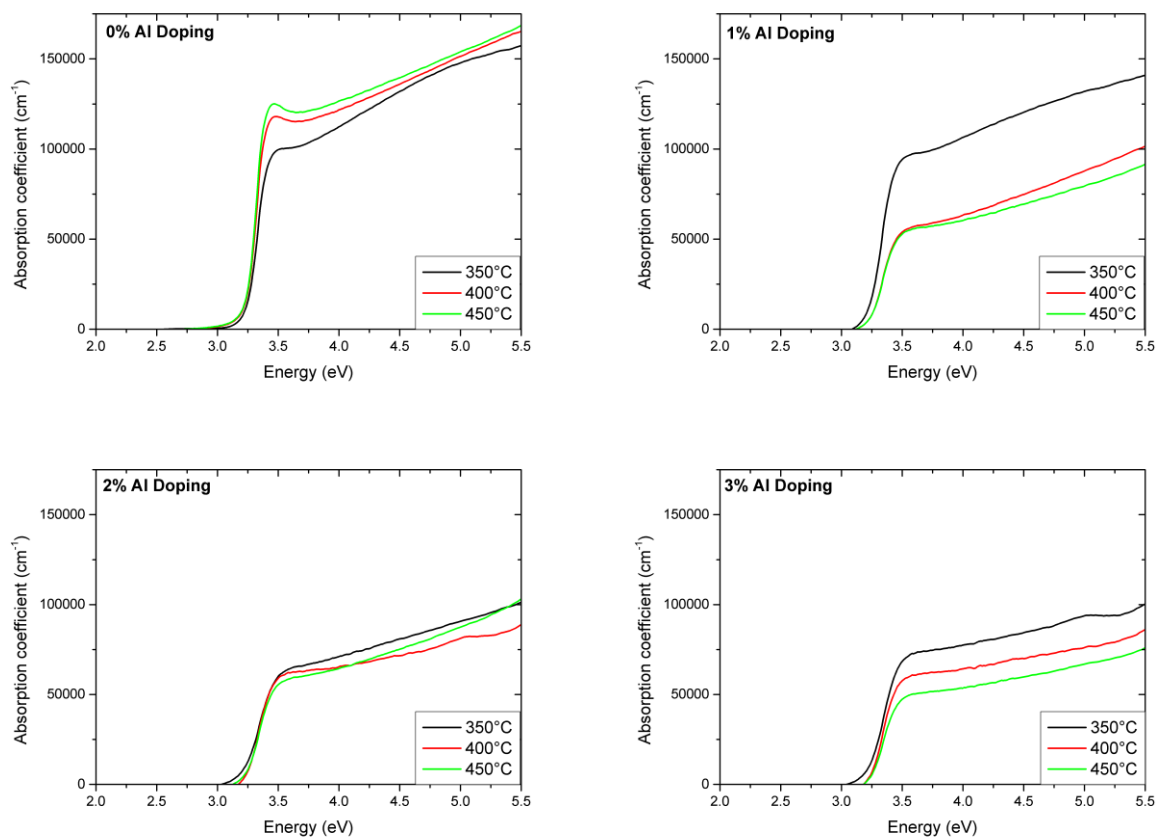 0% Al Doping
150000
100000
50000
0
Absorption coefficient (cm-1)
2.0 2.5 3.0 3.5 4.0 4.5 5.0 5.5
Energy (eV)
350°C
400°C
450°C
1% Al Doping
150000
100000
50000
0
Absorption coefficient (cm-1)
2.0 2.5 3.0 3.5 4.0 4.5 5.0 5.5
Energy (eV)
350°C
400°C
450°C
2% Al Doping
150000
100000
50000
0
Absorption coefficient (cm-1)
2.0 2.5 3.0 3.5 4.0 4.5 5.0 5.5
Energy (eV)
350°C
400°C
450°C
3% Al Doping
150000
100000
50000
0
Absorption coefficient (cm-1)
2.0 2.5 3.0 3.5 4.0 4.5 5.0 5.5
Energy (eV)
350°C
400°C
450°C